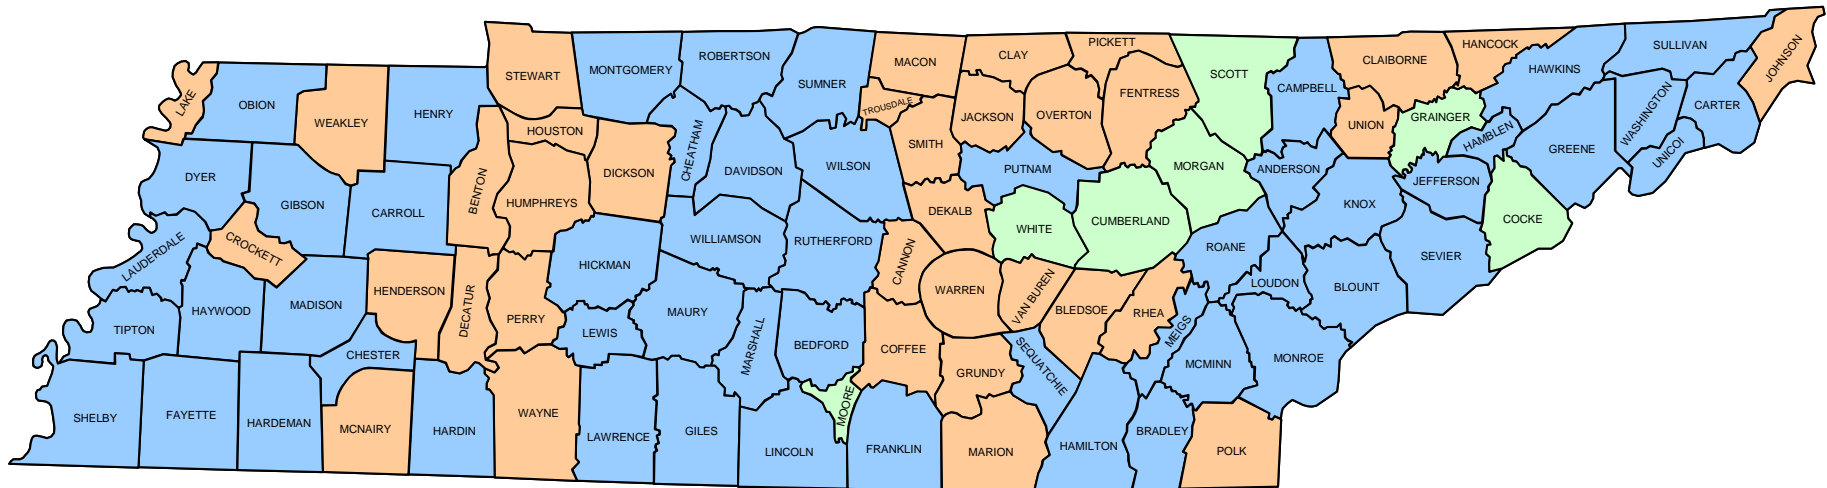 PICKETT
SULLIVAN
HANCOCK
ROBERTSON
CLAY
JOHNSON
CLAIBORNE
MACON
HAWKINS
MONTGOMERY
STEWART
SCOTT
SUMNER
CAMPBELL
FENTRESS
LAKE
OBION
TROUSDALE
CARTER
HENRY
WEAKLEY
OVERTON
JACKSON
GRAINGER
WASHINGTON
UNION
HOUSTON
HAMBLEN
SMITH
CHEATHAM
GREENE
UNICOI
WILSON
MORGAN
PUTNAM
ANDERSON
DAVIDSON
DICKSON
DYER
JEFFERSON
BENTON
HUMPHREYS
GIBSON
KNOX
CARROLL
DEKALB
COCKE
CUMBERLAND
WHITE
WILLIAMSON
RUTHERFORD
ROANE
CROCKETT
LAUDERDALE
SEVIER
CANNON
HICKMAN
LOUDON
BLOUNT
HENDERSON
WARREN
VAN BUREN
MADISON
HAYWOOD
BLEDSOE
MAURY
RHEA
DECATUR
PERRY
TIPTON
LEWIS
MEIGS
MARSHALL
BEDFORD
COFFEE
CHESTER
MONROE
MCMINN
SEQUATCHIE
GRUNDY
MOORE
WAYNE
FAYETTE
SHELBY
HARDEMAN
MCNAIRY
HARDIN
GILES
BRADLEY
LAWRENCE
HAMILTON
FRANKLIN
LINCOLN
MARION
POLK